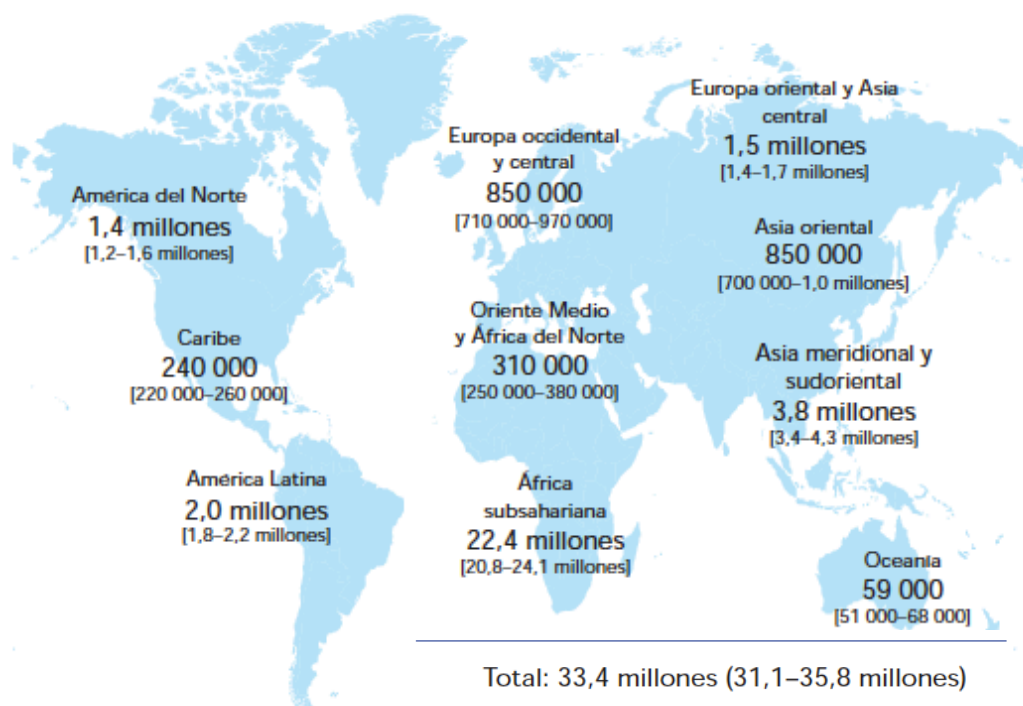 Europa oriental y Asia
central
1,5 millones
[1,4–1,7 millones]
Europa occidental
y central
850 000
[710 000–970 000]
América del Norte
1,4 millones
[1,2–1,6 millones]
Asia oriental
850 000
[700 000–1,0 millones]
Oriente Medio
y África del Norte
310 000
[250 000–380 000]
Caribe
240 000
[220 000–260 000]
Asia meridional y
sudoriental
3,8 millones
[3,4–4,3 millones]
América Latina
2,0 millones
[1,8–2,2 millones]
África
subsahariana
22,4 millones
[20,8–24,1 millones]
Oceanía
59 000
[51 000–68 000]
Total: 33,4 millones (31,1–35,8 millones)